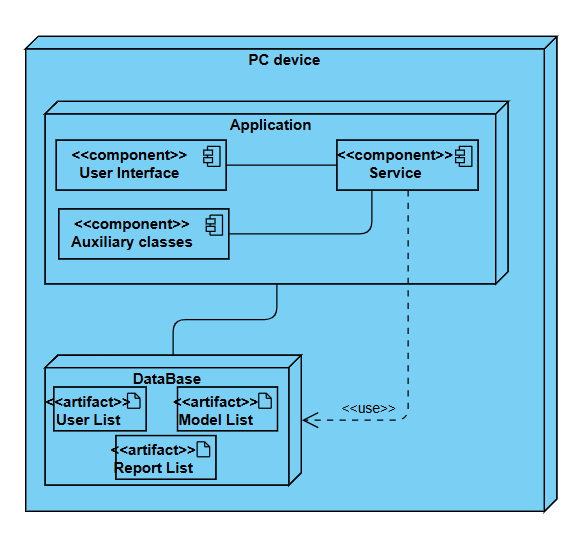 PC device
Application
<<component>>
User Interface
<<component>>
Service
<<component>>
Auxiliary classes
DataBase
<<artifact>>
User List
<<artifact>>
Model List
<<use>>
<<artifact>>
Report List